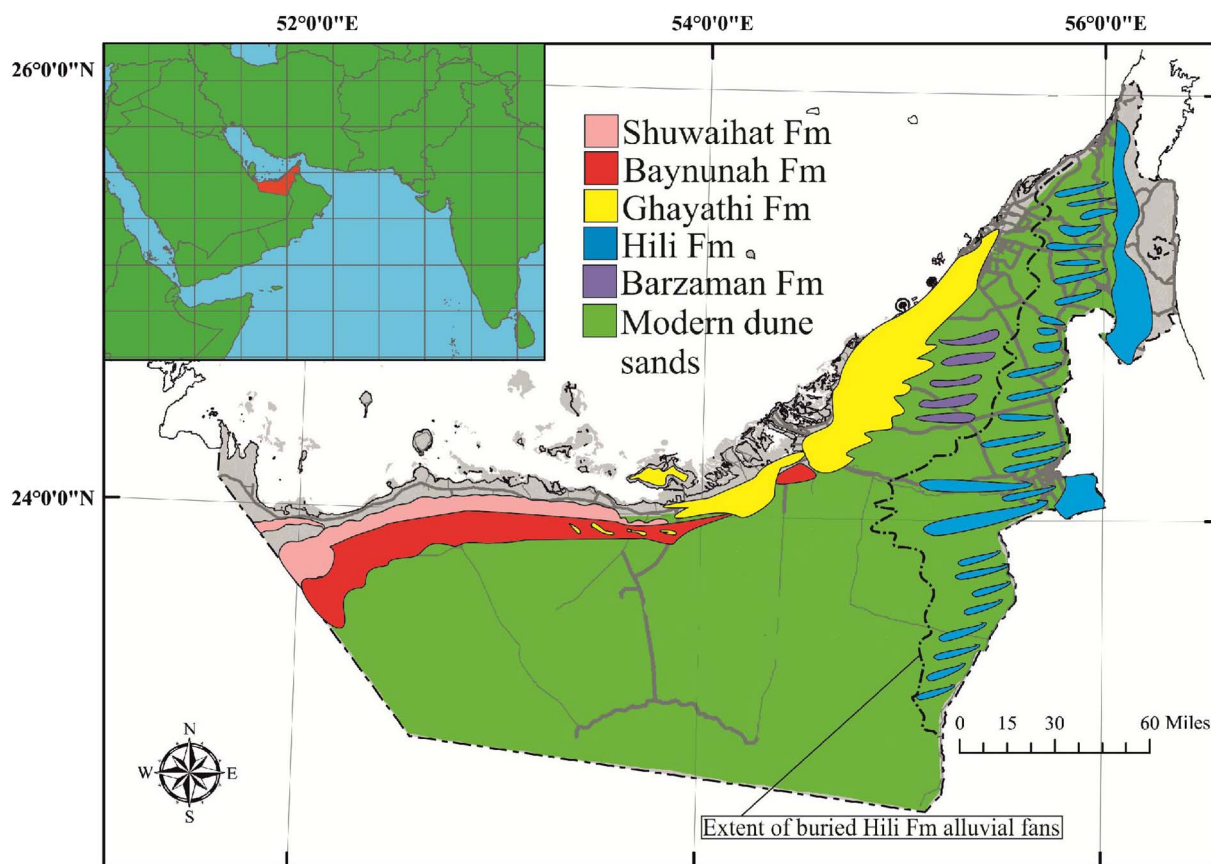 52°0'0"E
54°0'0"E
56°0'0"E
26°0'0"N
Shuwaihat Fm
Baynunah Fm
Ghayathi Fm
Hili Fm
Barzaman Fm
Modern dune
sands
24°0'0"N
0 15 30 60 Miles
N
W E
S
Extent of buried Hili Fm alluvial fans